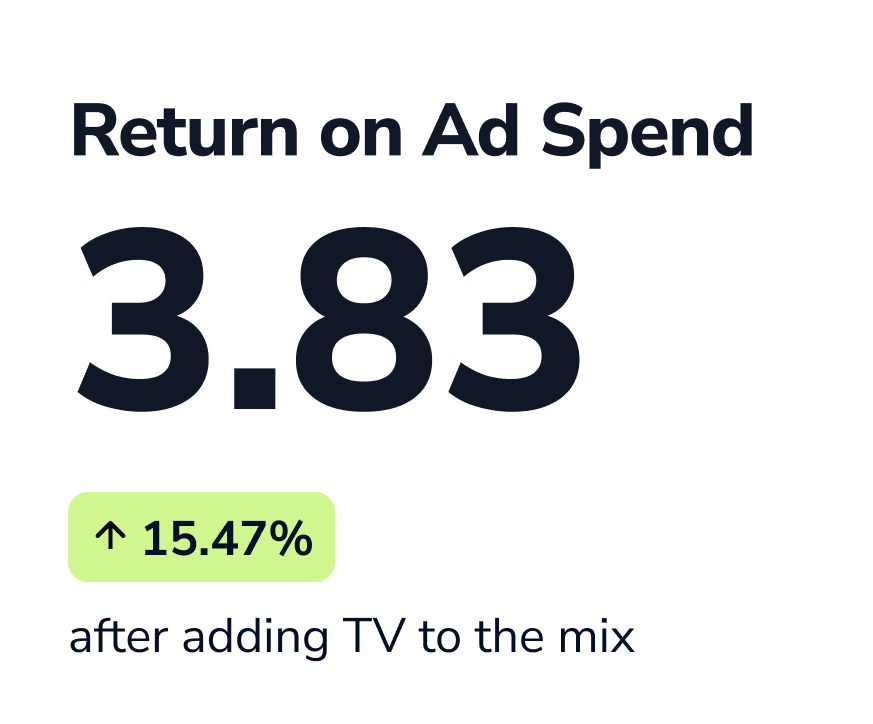 Return on Ad Spend
3.83
↑ 15.47%
after adding TV to the mix